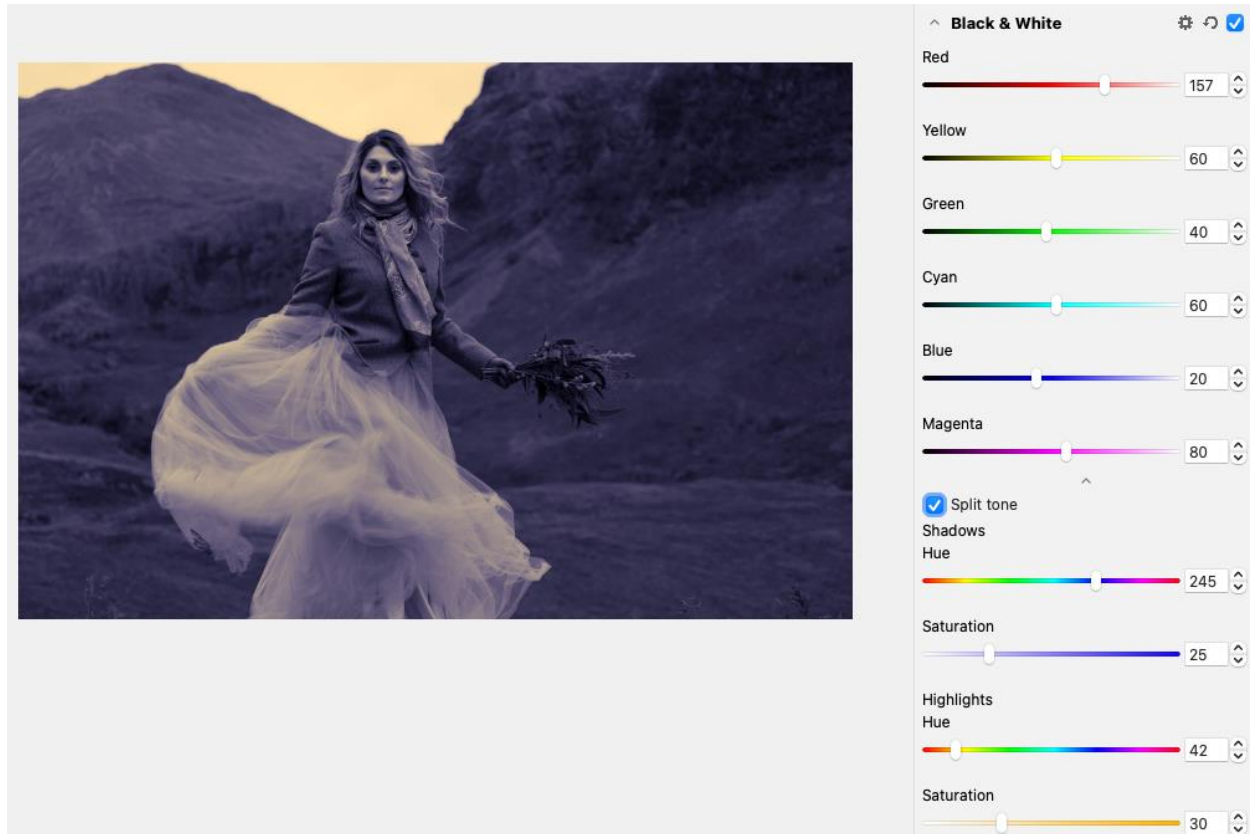 Black & White
Red
157
Yellow
60
Green
40
Cyan
60
Blue
20
Magenta
80
Split tone
Shadows
Hue
245
Saturation
25
Highlights
Hue
42
Saturation
30